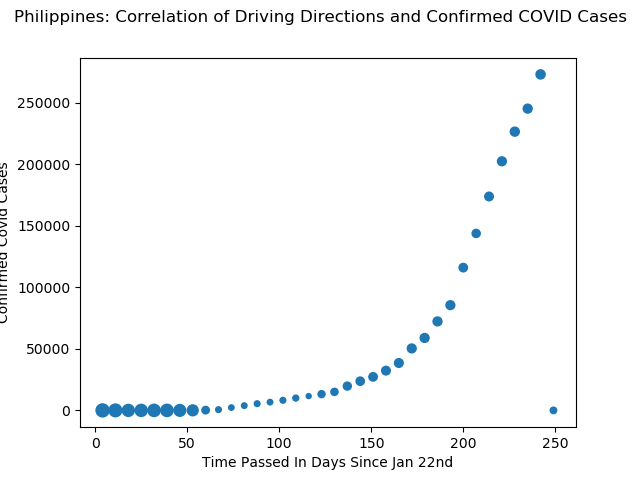 Philippines: Correlation of Driving Directions and Confirmed COVID Cases
250000
200000
150000
100000
50000
0
Confirmed Covid Cases
0 50 100 150 200 250
Time Passed In Days Since Jan 22nd